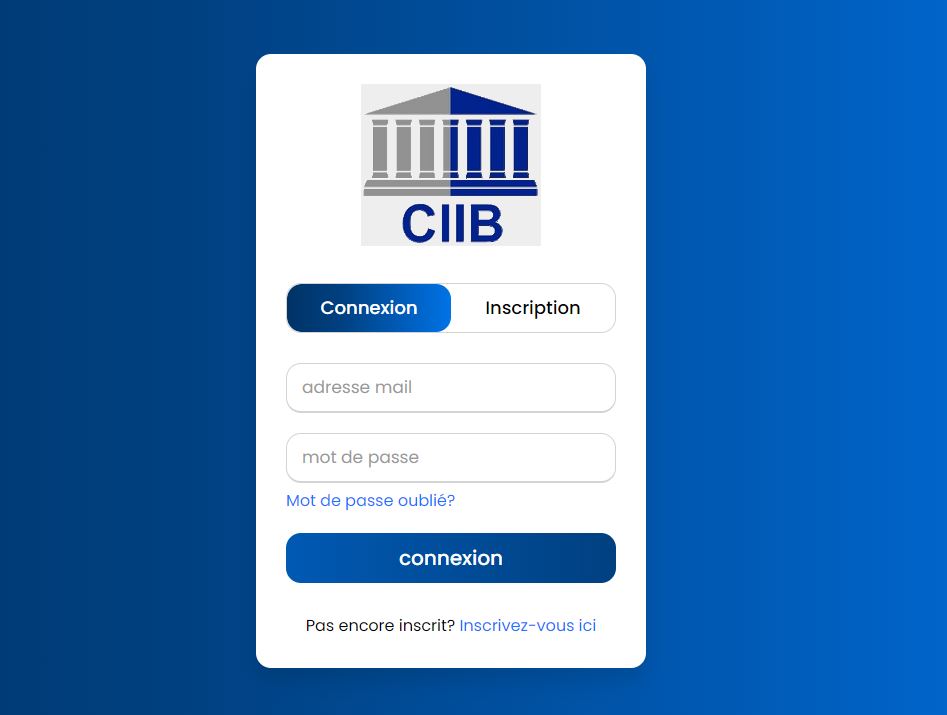 CIIB
Connexion Inscription
adresse mail
mot de passe
Mot de passe oublié?
connexion
Pas encore inscrit? Inscrivez-vous ici